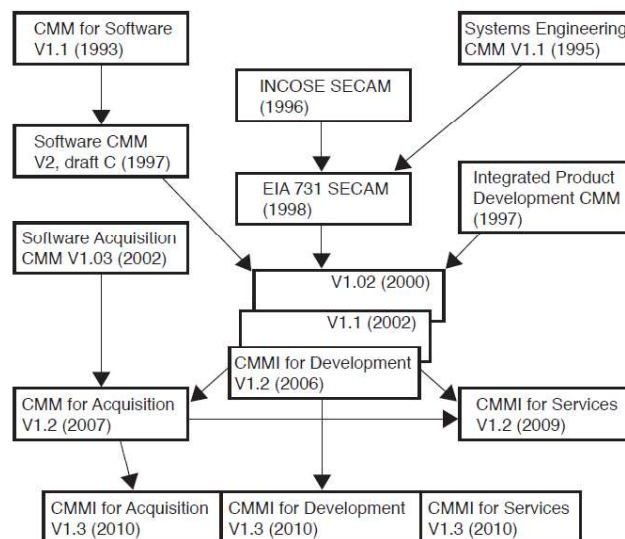 CMM for Software
V1.1 (1993)
Systems Engineering
CMM V1.1 (1995)
INCOSE SECAM
(1996)
Software CMM
V2, draft C (1997)
EIA 731 SECAM
(1998)
Integrated Product
Development CMM
(1997)
Software Acquisition
CMM V1.03 (2002)
V1.02 (2000)
V1.1 (2002)
CMMI for Development
V1.2 (2006)
CMM for Acquisition
V1.2 (2007)
CMMI for Services
V1.2 (2009)
CMMI for Acquisition
V1.3 (2010)
CMMI for Development
V1.3 (2010)
CMMI for Services
V1.3 (2010)